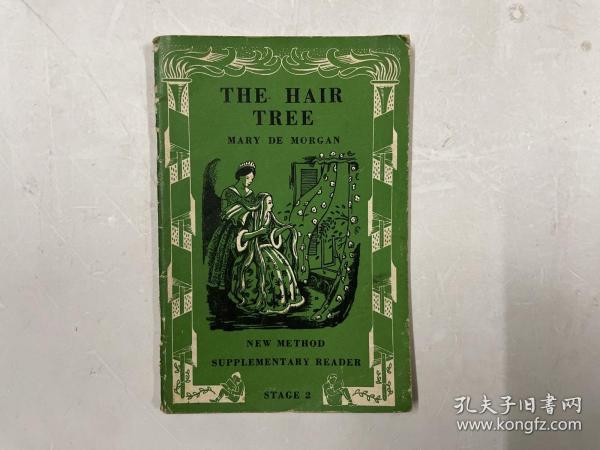 THE HAIR
TREE
MARY DE MORGAN
NEW METHOD
SUPPLEMENTARY READER
STAGE 2
孔夫子旧书网
www.kongfz.com